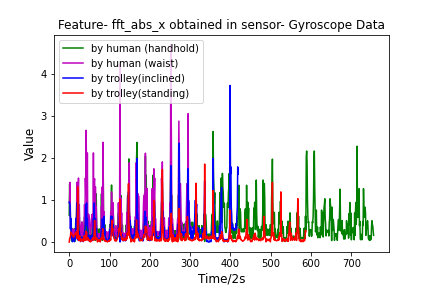 Feature- fft_abs_x obtained in sensor- Gyroscope Data
by human (handhold)
by human (waist)
by trolley(inclined)
by trolley(standing)
Value
4
3
2
1
0
0 100 200 300 400 500 600 700
Time/2s